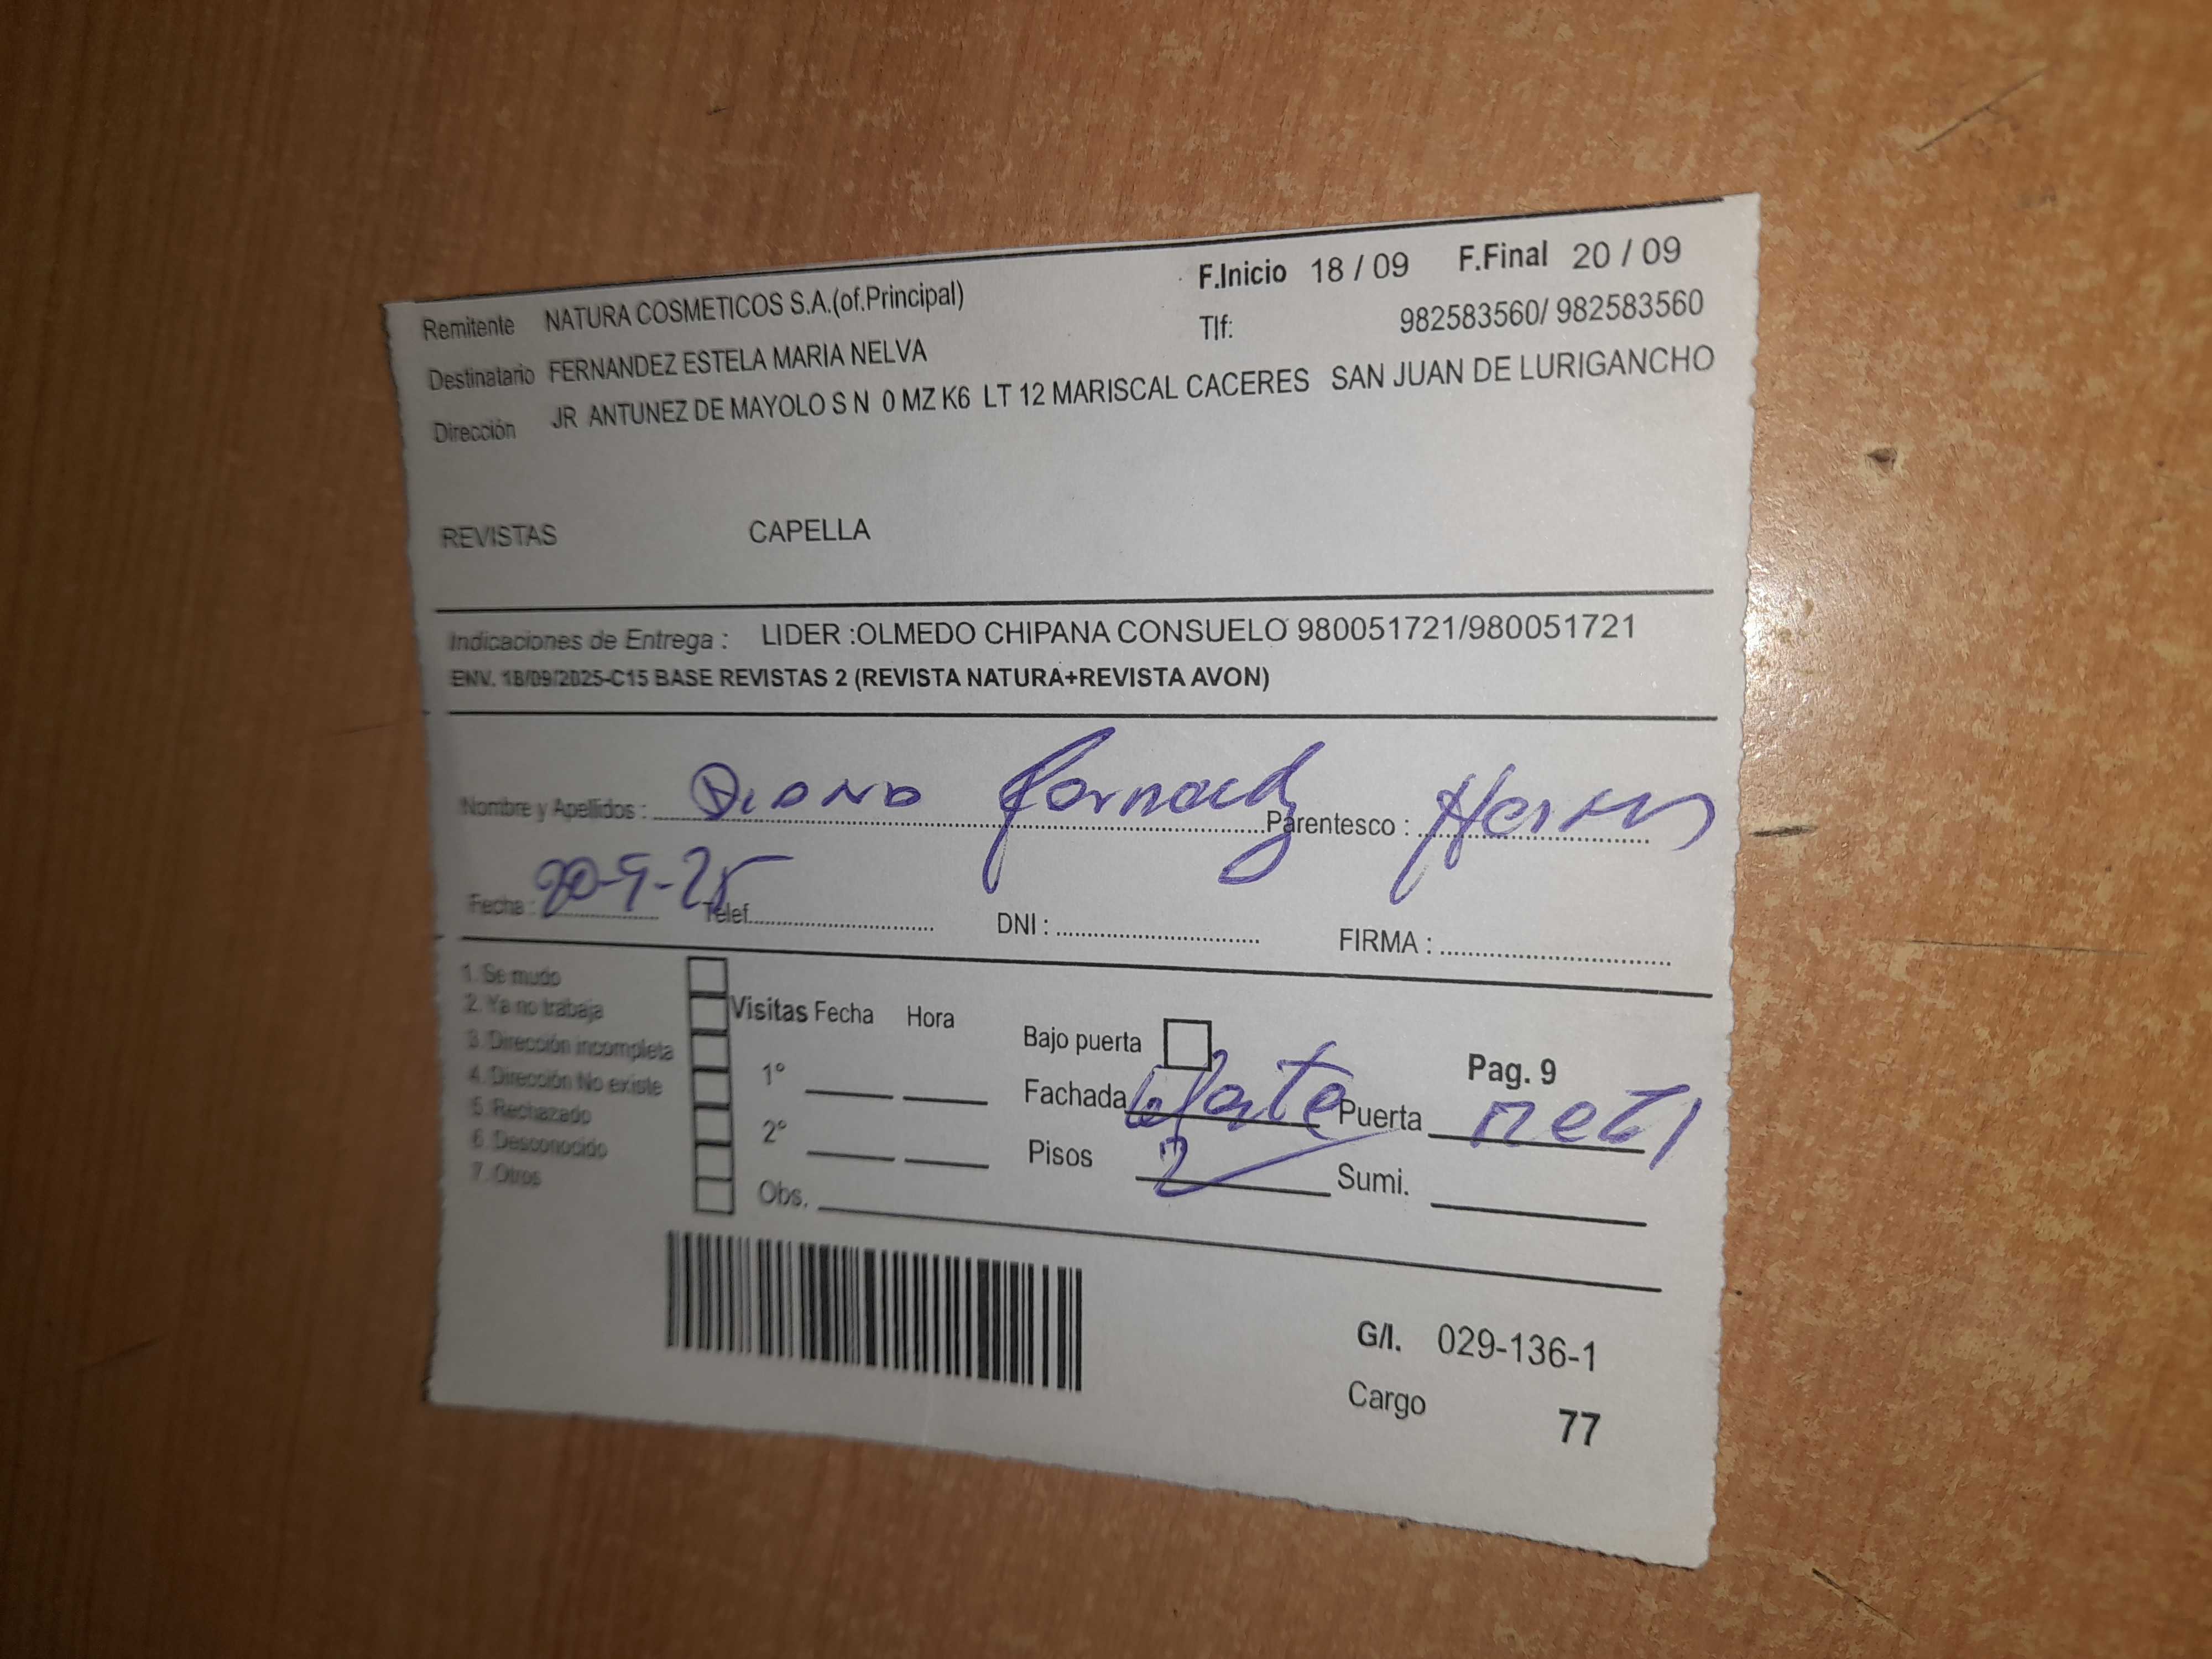 F.Inicio 18 / 09 F.Final 20 / 09
Remitente NATURA COSMETICOS S.A.(of.Principal)
Tlf: 982583560/ 982583560
Destinatario FERNANDEZ ESTELA MARIA NELVA
Dirección JR ANTUNEZ DE MAYOLO S N 0 MZ K6 LT 12 MARISCAL CACERES SAN JUAN DE LURIGANCHO
REVISTAS CAPELLA
Indicaciones de Entrega : LIDER :OLMEDO CHIPANA CONSUELO 980051721/980051721
ENV. 18/09/2025-C15 BASE REVISTAS 2 (REVISTA NATURA+REVISTA AVON)
Nombre y Apellidos : Diana Parentesco :
Fecha : 20-9-25 Telef. DNI : FIRMA :
1. Se mudo
2. Ya no trabaja
3. Dirección incompleta
4. Dirección No existe
5. Rechazado
6. Desconocido
7. Otros
Visitas Fecha Hora
1°
2°
Obs.
Bajo puerta Pag. 9
Fachada Puerta
Pisos 2 Sumi.
G/I. 029-136-1
Cargo 77